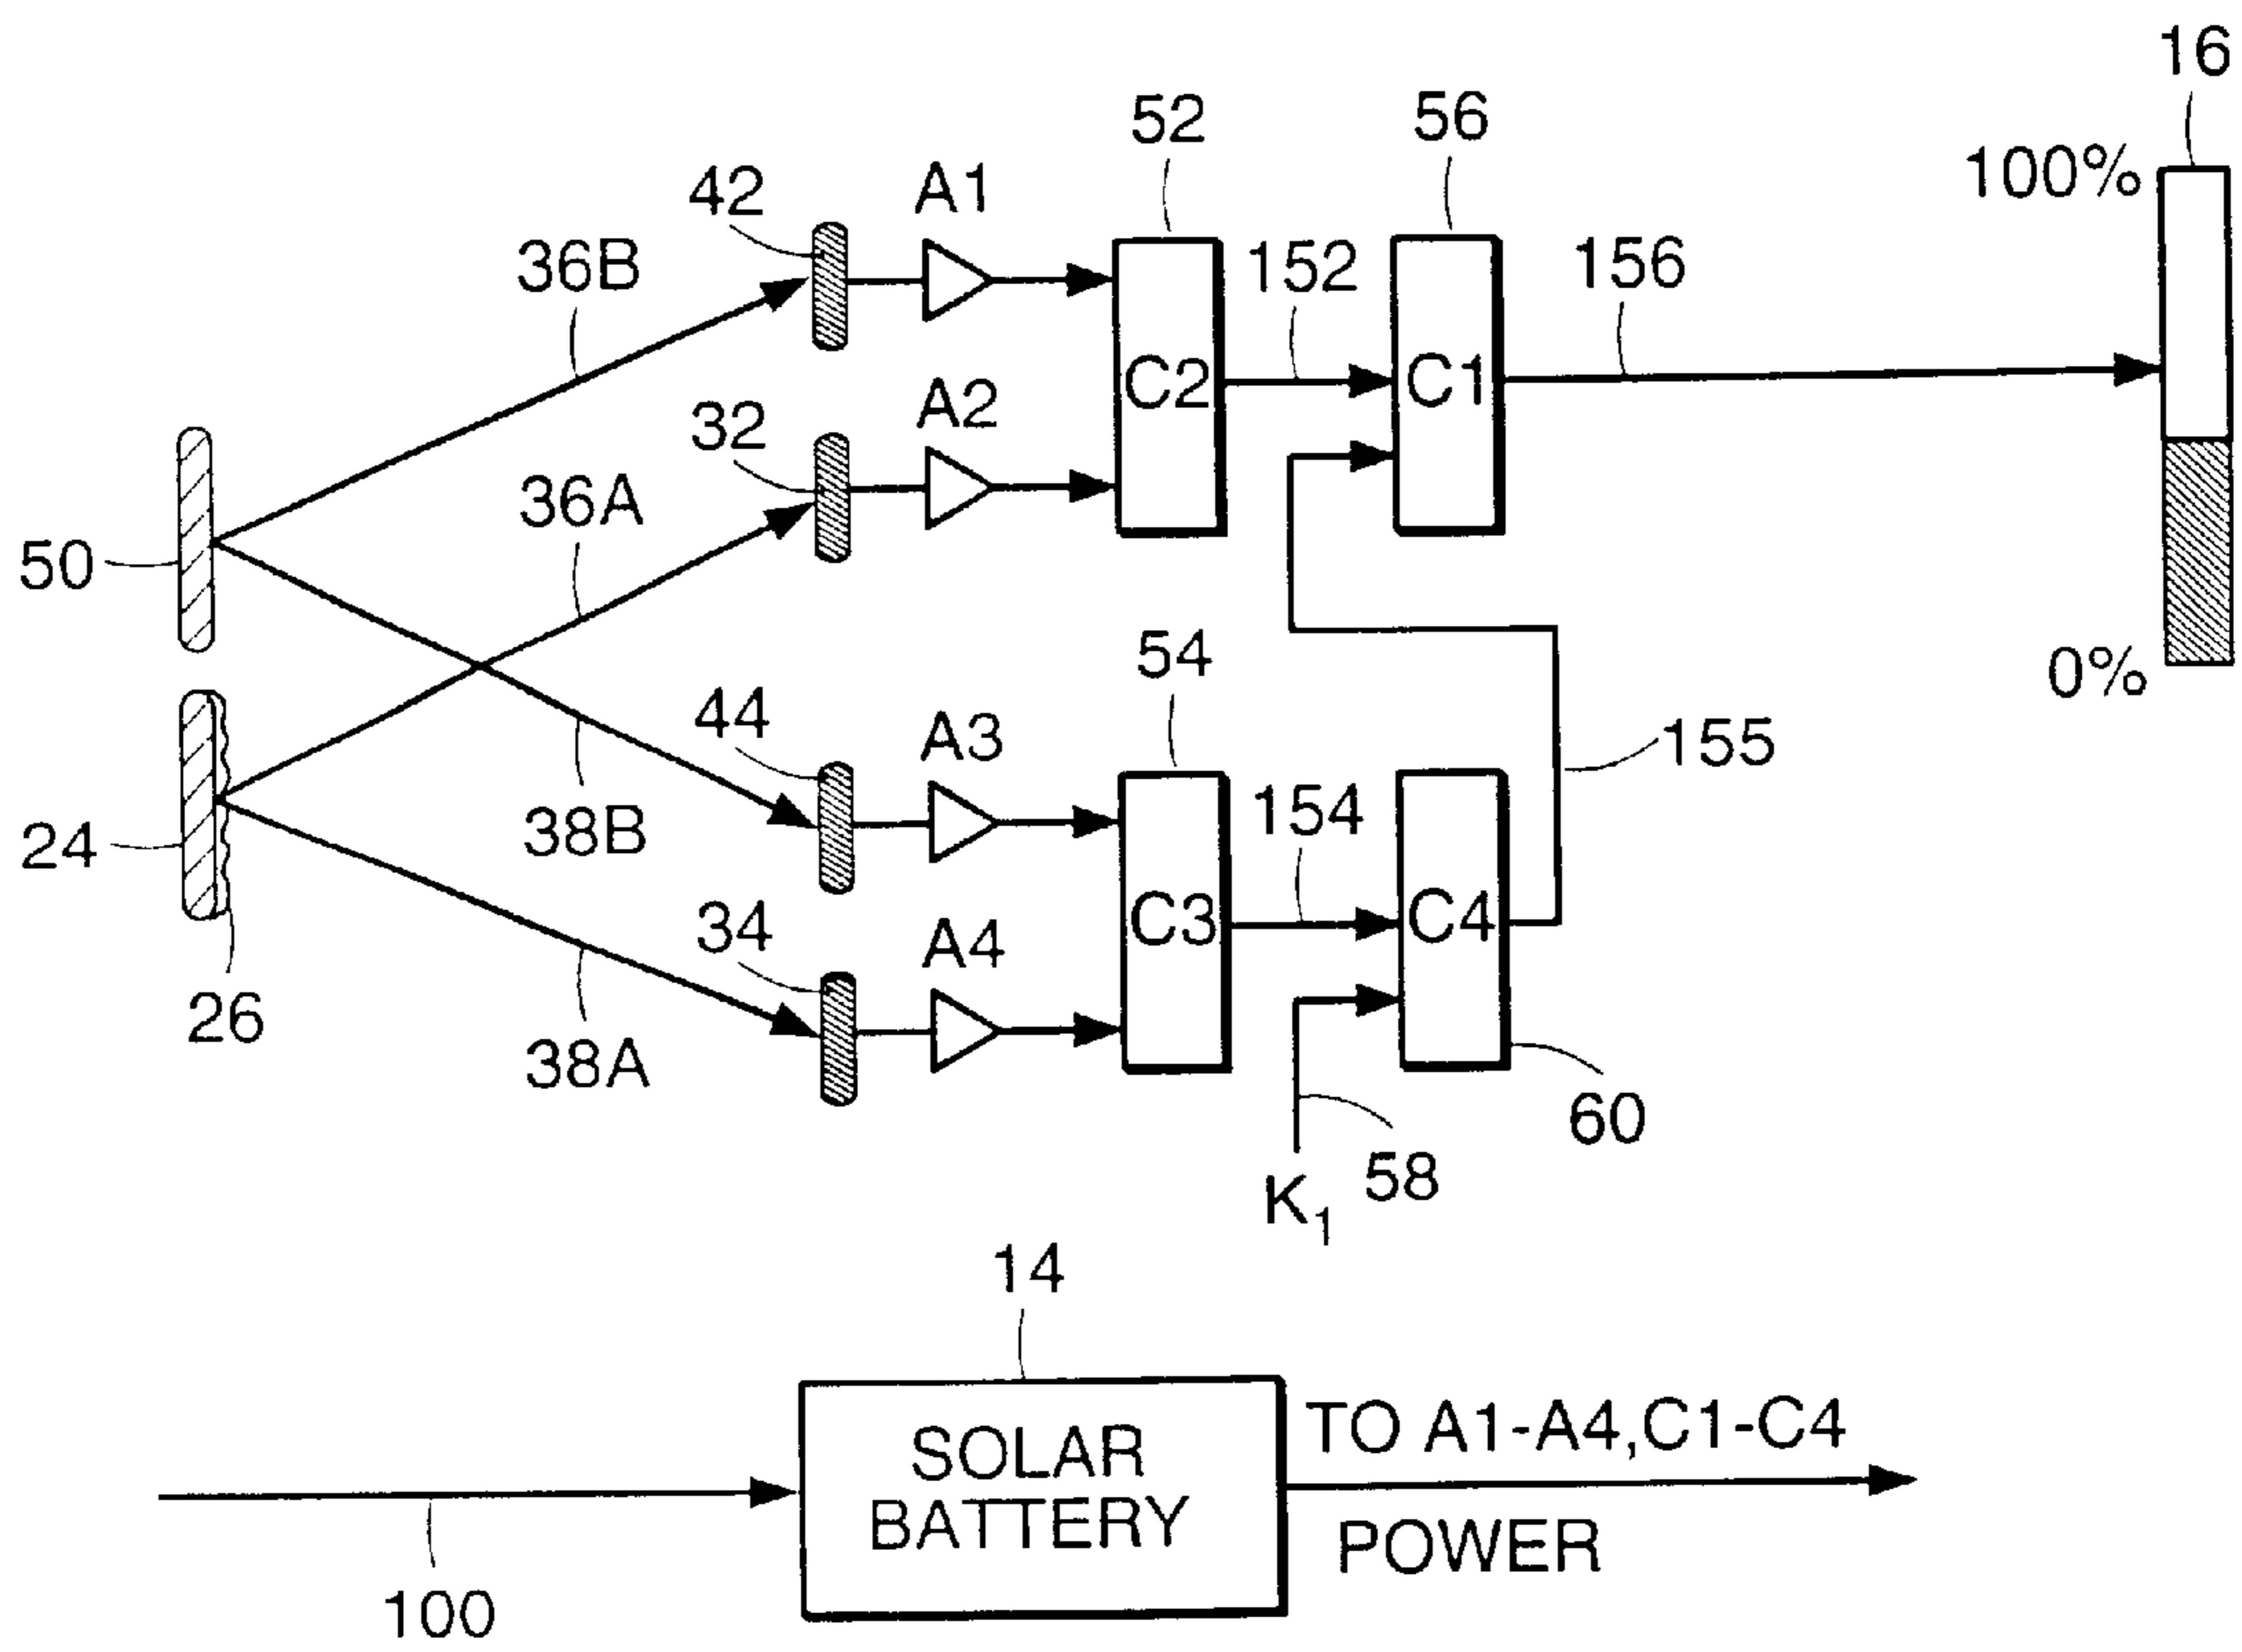 16
100%
52
56
42
A1
36B
152
156
C2
C1
32
A2
36A
50
0%
54
44
A3
155
38B
154
24
C3
C4
34
A4
26
38A
60
58
K₁
14
TO A1-A4,C1-C4
SOLAR
BATTERY
POWER
100